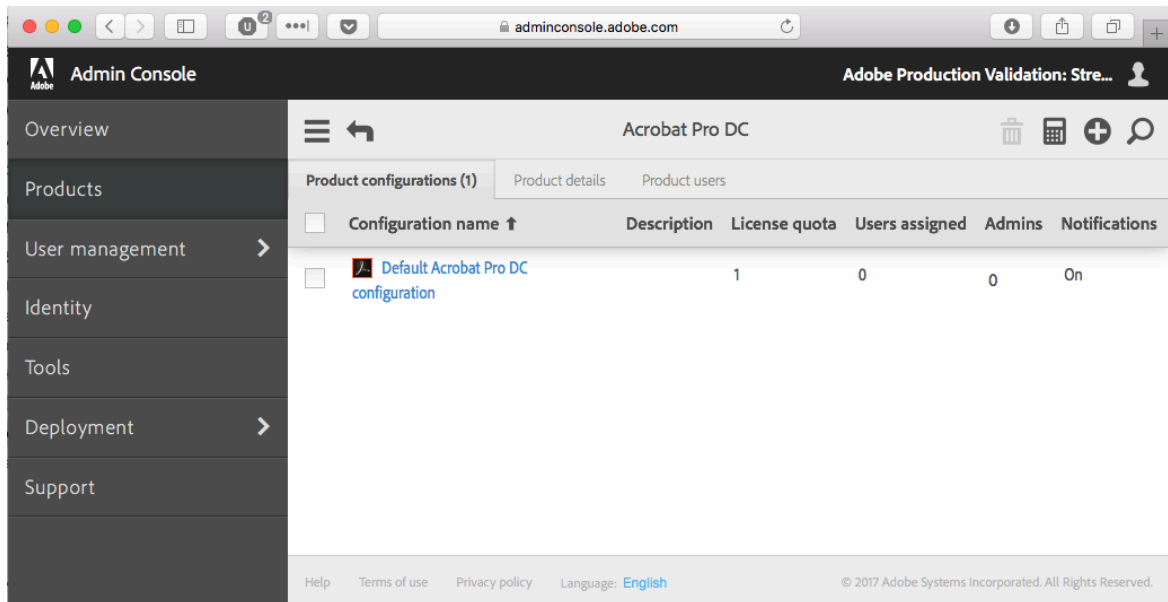 2
adminconsole.adobe.com
Adobe
Admin Console
Adobe Production Validation: Stre...
Overview
Products
User management
Identity
Tools
Deployment
Support
Acrobat Pro DC
Product configurations (1) Product details Product users
Configuration name Description License quota Users assigned Admins Notifications
Default Acrobat Pro DC
configuration
1 0 0 On
Help Terms of use Privacy policy Language: English © 2017 Adobe Systems Incorporated. All Rights Reserved.